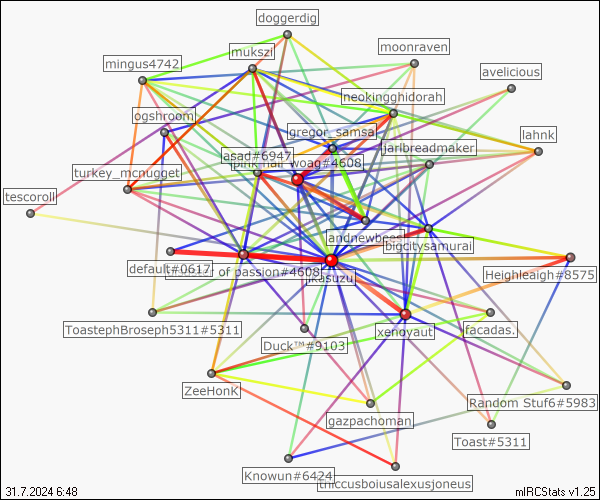 doggerdig
mukszi
moonraven
mingus4742
avelicious
neokingghidorah
ogshroom
gregor_samsa
lahnk
jarlbreadmaker
asad#6947
woag#4608
turkey_mcnugget
tescoroll
andnewbees
bigcitysamurai
default#0617
of passion#4608
jikasuzu
Heighleaigh#8575
ToastephBroseph5311#5311
xenoyaut
facadas.
Duck™#9103
ZeeHonK
Random Stuf6#5983
gazpachoman
Toast#5311
Knowun#6424
thiccusboiusalexusjoneus
31.7.2024 6:48
mIRCStats v1.25